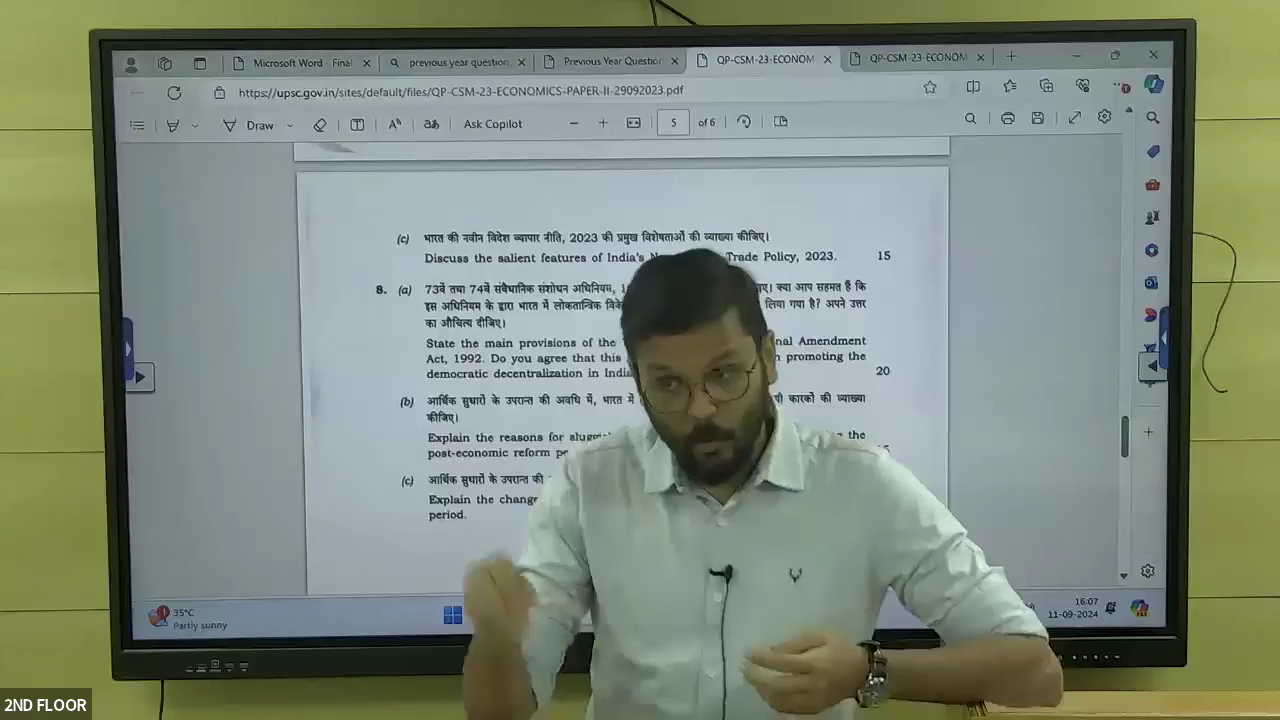 Microsoft Word - Final
previous year question
Previous Year Question
QP-CSM-23-ECONOM
QP-CSM-23-ECONOM
https://upsc.gov.in/sites/default/files/QP-CSM-23-ECONOMICS-PAPER-II-29092023.pdf
Draw
Ask Copilot
5 of 6
(c) भारत की नवीन विदेश व्यापार नीति, 2023 की प्रमुख विशेषताओं की व्याख्या कीजिए।
Discuss the salient features of India's Trade Policy, 2023. 15
8. (a) 73वें तथा 74वें संवैधानिक संशोधन अधिनियम, क्या आप सहमत हैं कि
इस अधिनियम के द्वारा भारत में लोकतान्त्रिक लिया गया है? अपने उत्तर
का औचित्य दीजिए।
State the main provisions of the Amendment
Act, 1992. Do you agree that this promoting the
democratic decentralization in 20
(b) आर्थिक सुधारों के उपरान्त की अवधि में, भारत में कारकों की व्याख्या
कीजिए।
Explain the reasons for the
post-economic reform
(c) आर्थिक सुधारों के उपरान्त की
Explain the
period.
35°C
Partly sunny
16:07
11-09-2024
2ND FLOOR